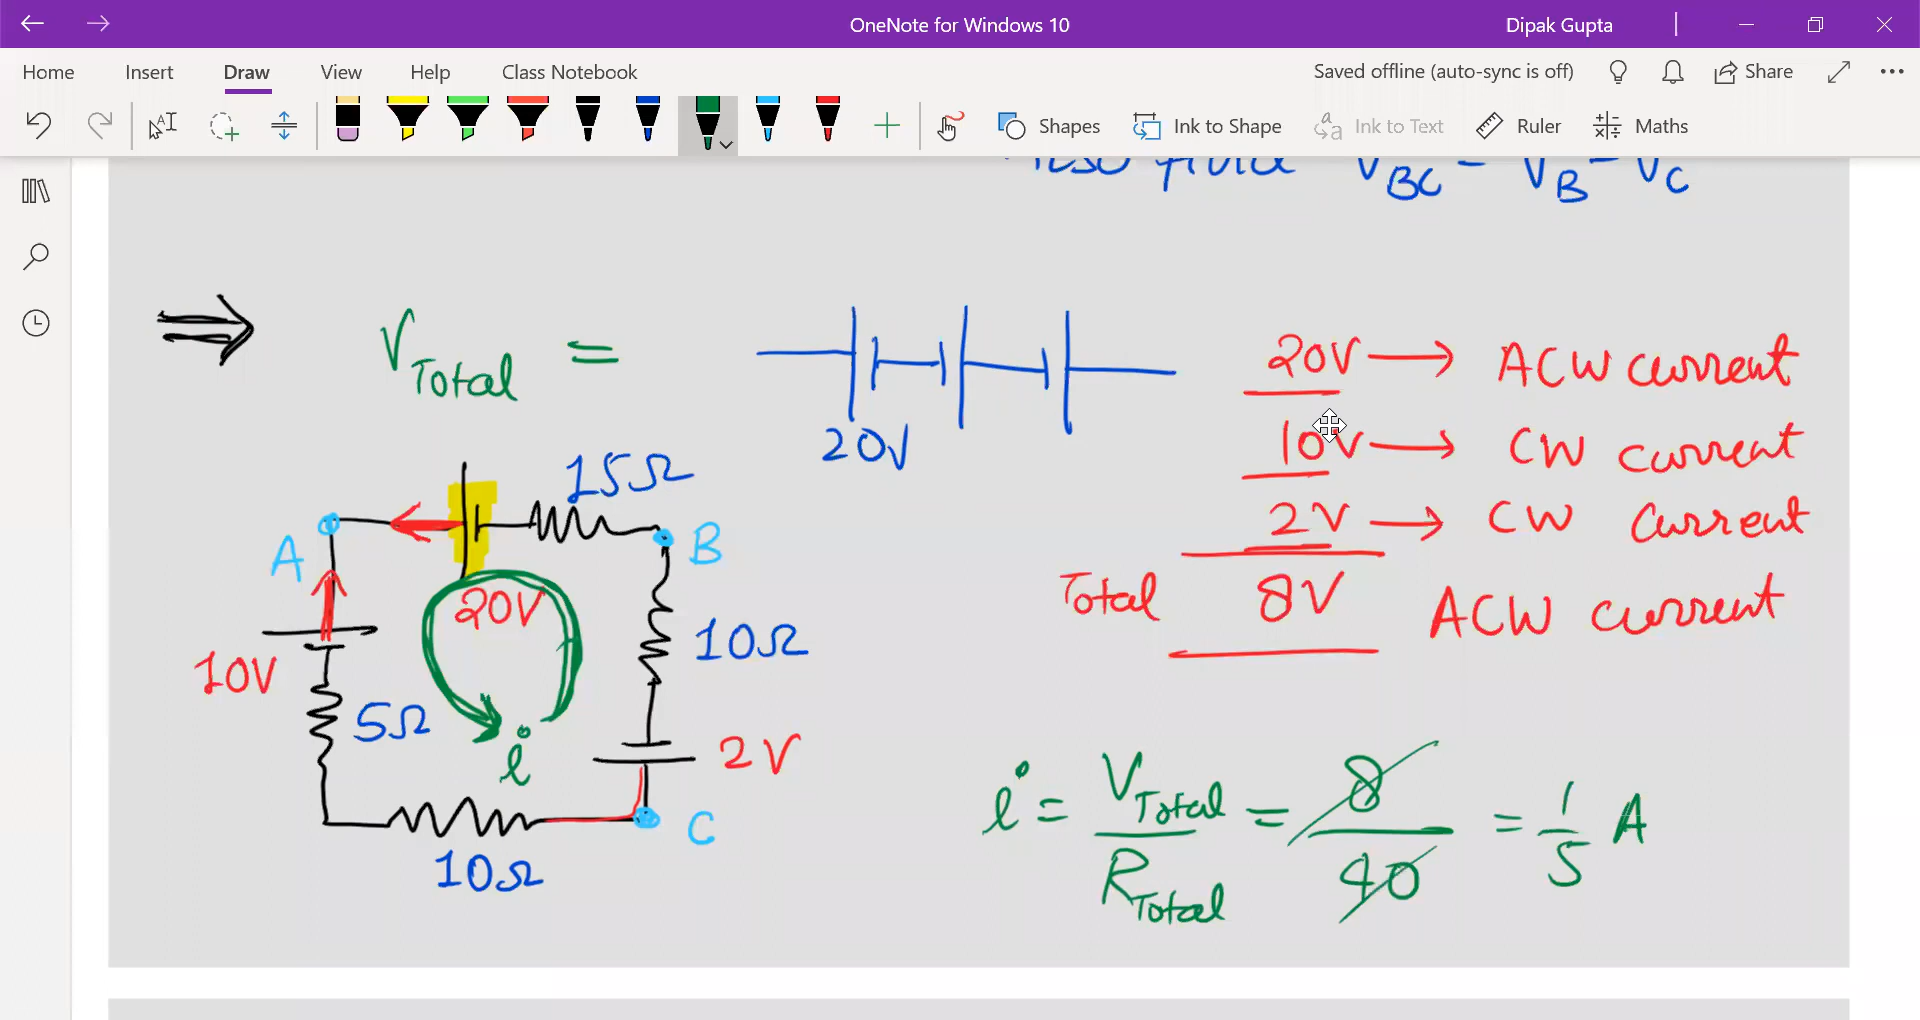 OneNote for Windows 10
Dipak Gupta
Home Insert Draw View Help Class Notebook
Saved offline (auto-sync is off) Share
Shapes Ink to Shape Ink to Text Ruler Maths
V_BC = V_B - V_C
V_Total =
20V
20V → ACW current
10V → CW current
2V → CW current
Total 8V ACW current
15Ω
A
B
20V
10Ω
10V
5Ω
i
2V
10Ω
C
i = V_Total / R_Total = 8/40 = 1/5 A